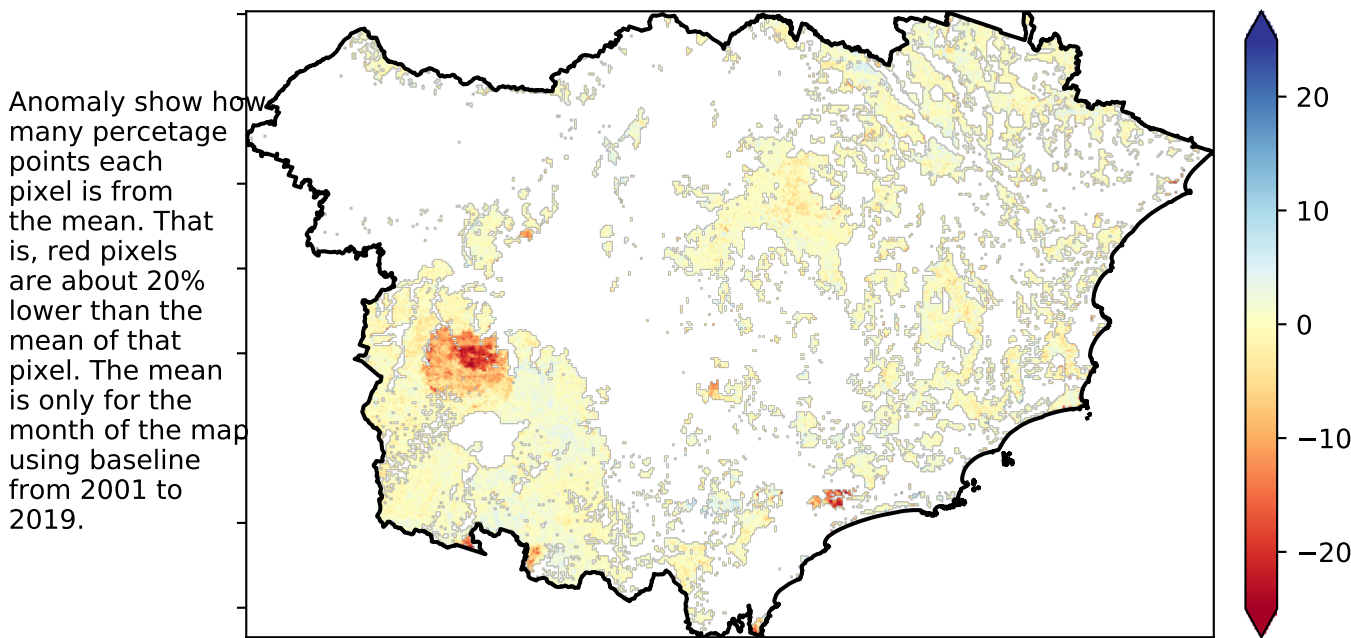 Anomaly show how
many percetage
points each
pixel is from
the mean. That
is, red pixels
are about 20%
lower than the
mean of that
pixel. The mean
is only for the
month of the map
using baseline
from 2001 to
2019.
20
10
0
−10
−20